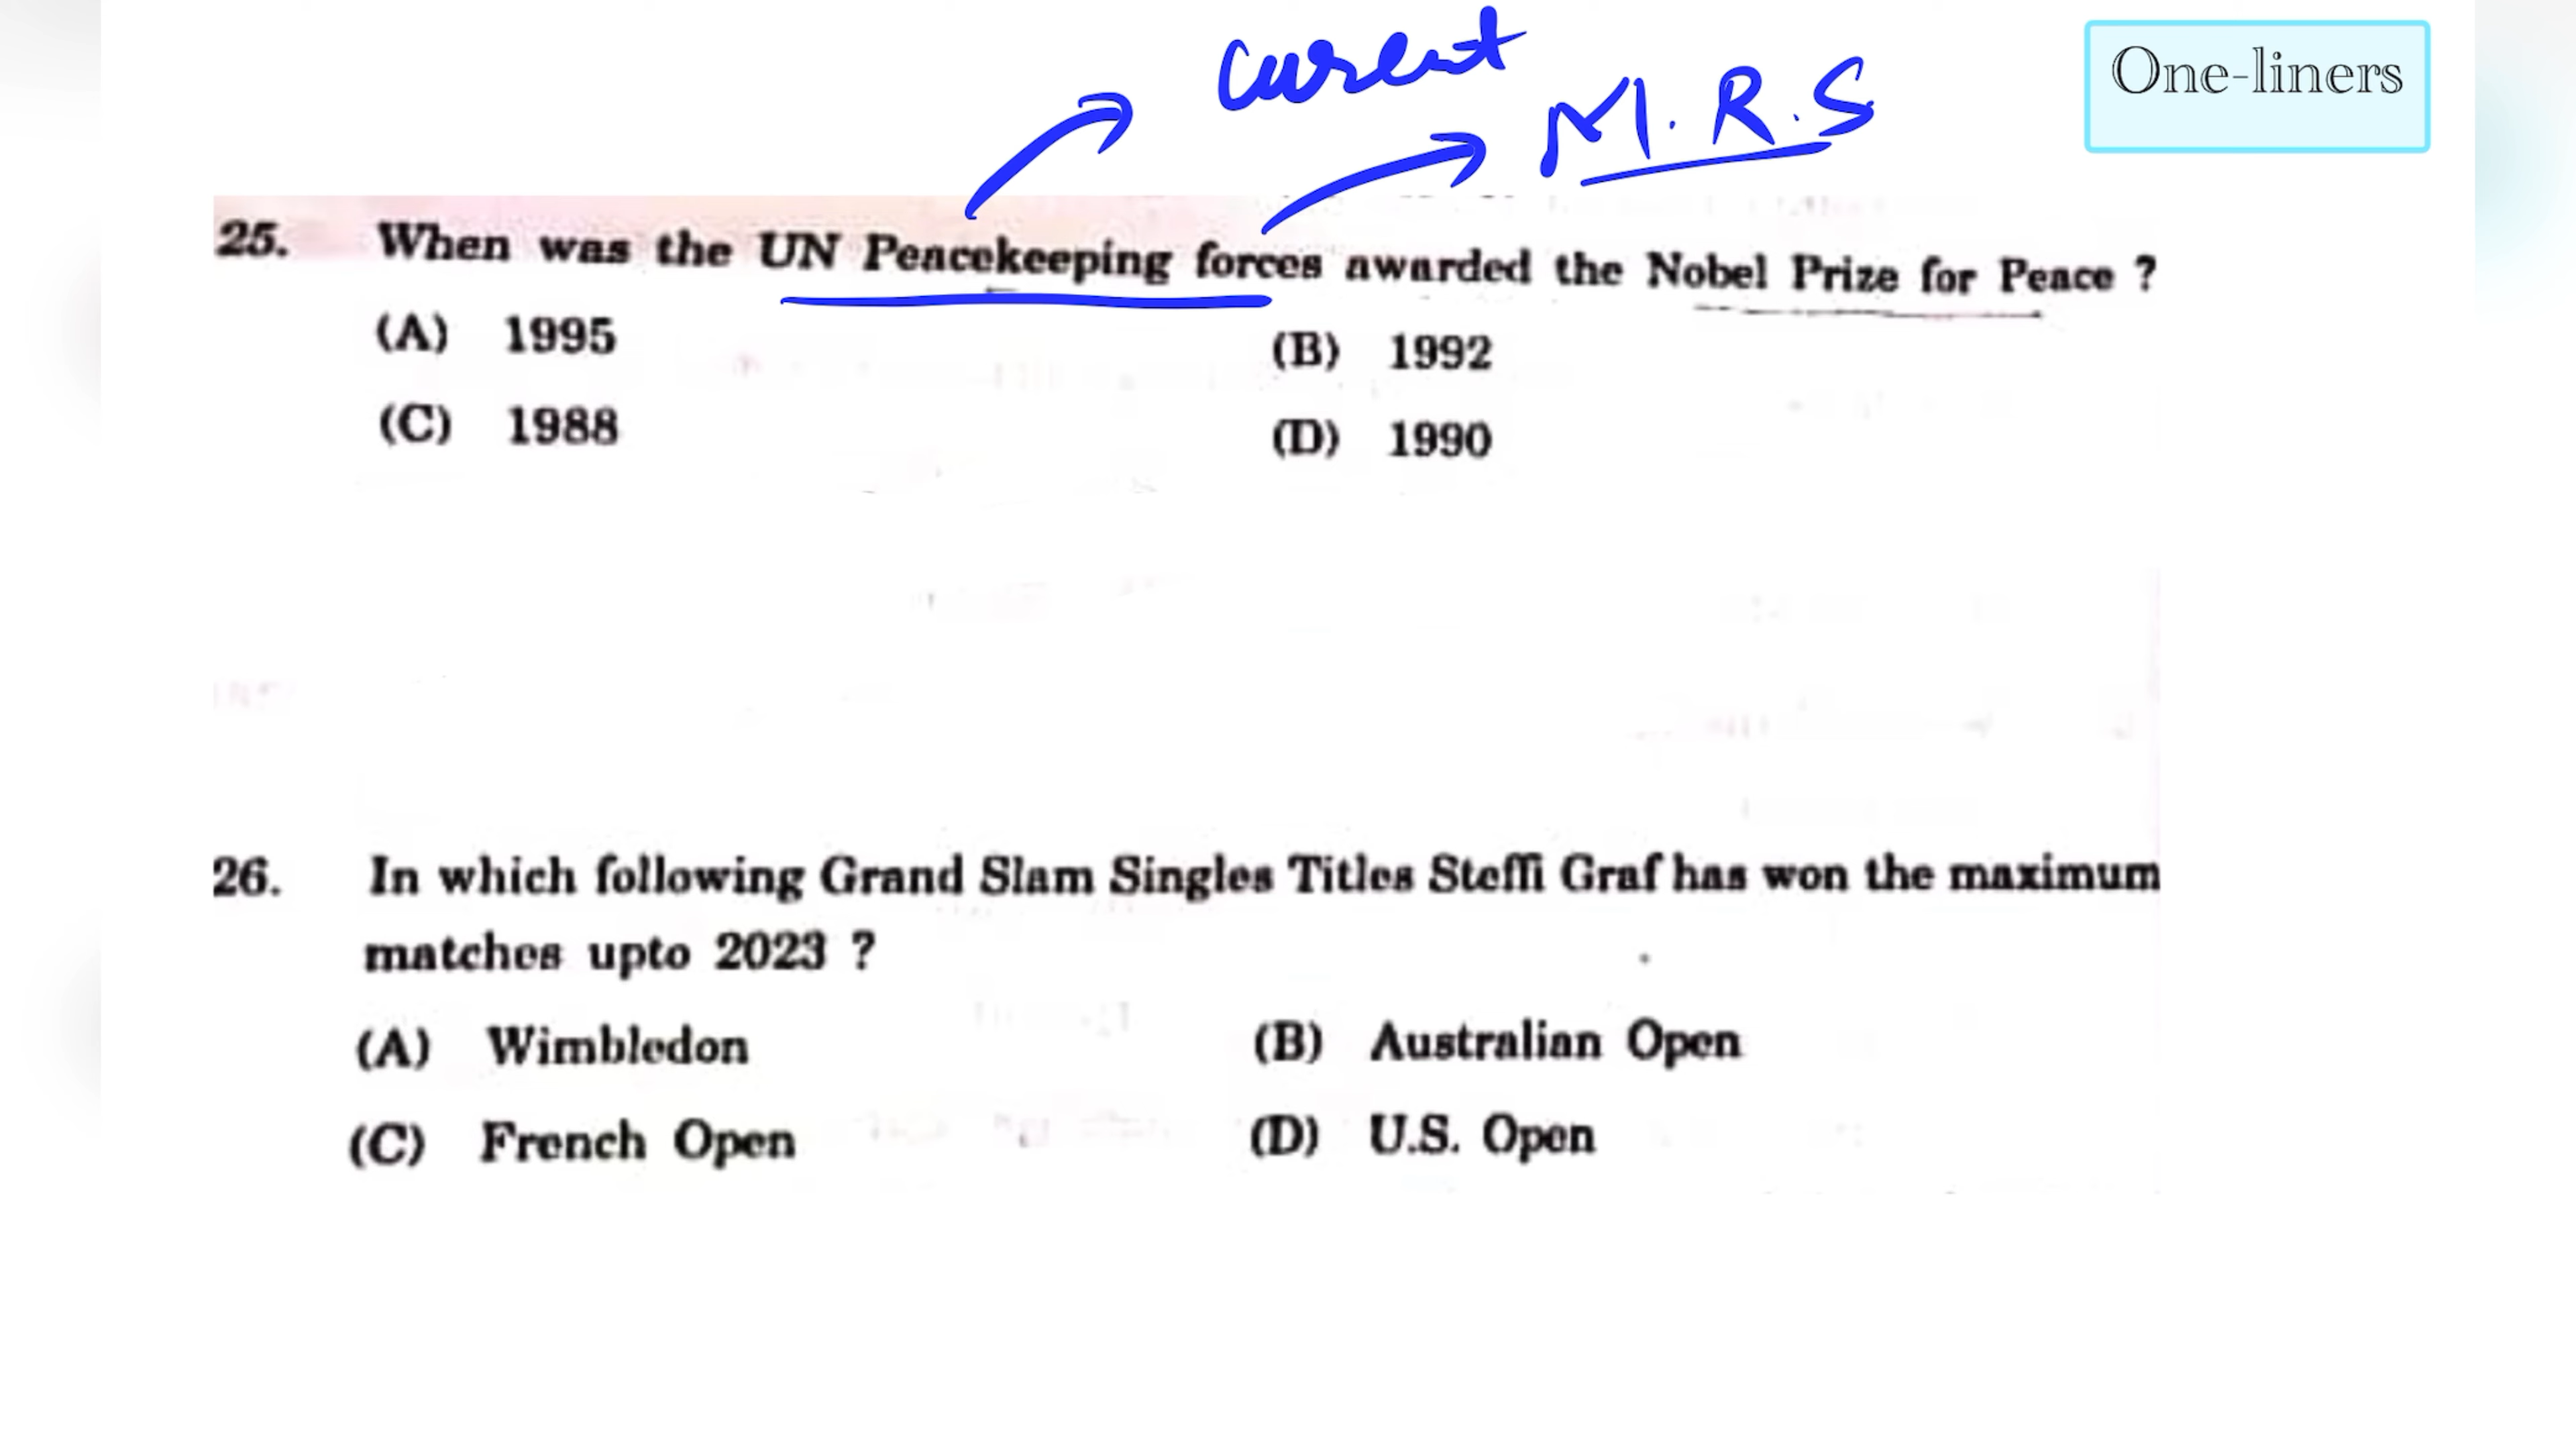 Current
One-liners
M.R.S
25. When was the UN Peacekeeping forces awarded the Nobel Prize for Peace ?
(A) 1995 (B) 1992
(C) 1988 (D) 1990
26. In which following Grand Slam Singles Titles Steffi Graf has won the maximum
matches upto 2023 ?
(A) Wimbledon (B) Australian Open
(C) French Open (D) U.S. Open